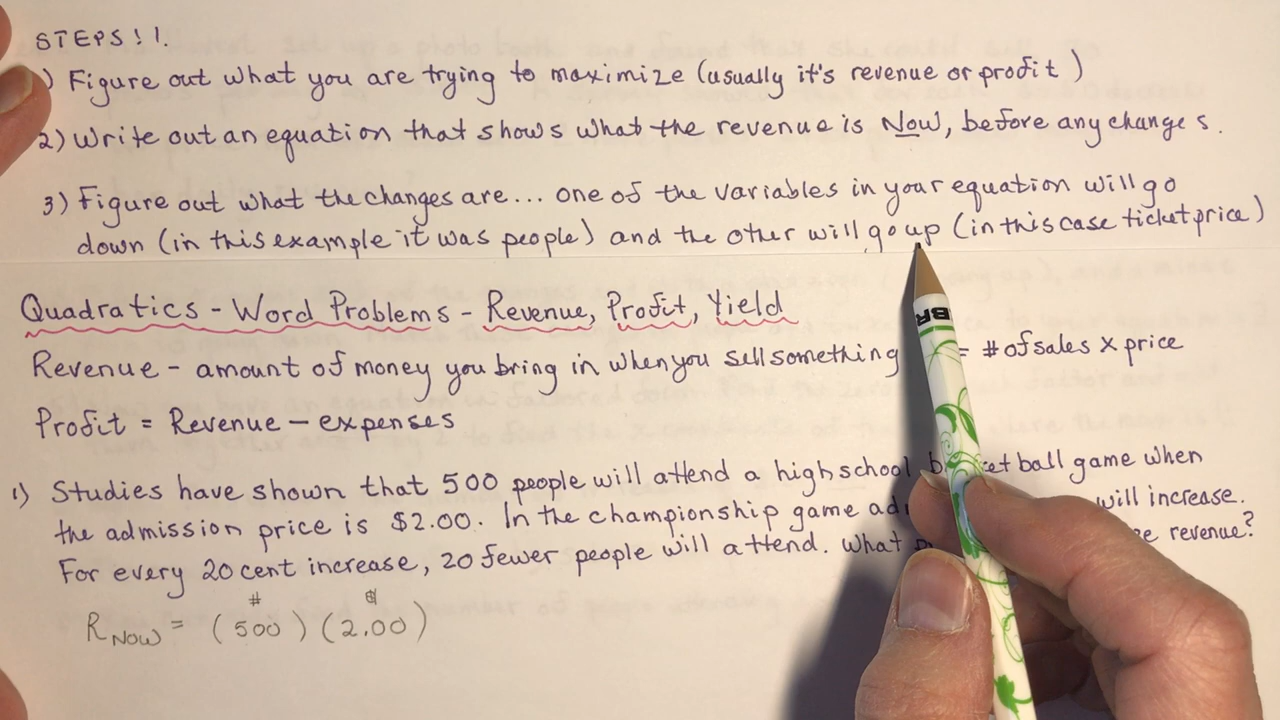 STEPS!!
) Figure out what you are trying to maximize (usually it's revenue or profit)
2) Write out an equation that shows what the revenue is Now, before any changes.
3) Figure out what the changes are... one of the variables in your equation will go
down (in this example it was people) and the other will go up (in this case ticket price)
Quadratics - Word Problems - Revenue, Profit, Yield
Revenue - amount of money you bring in when you sell something = # of sales x price
Profit = Revenue - expenses
1) Studies have shown that 500 people will attend a high school ball game when
the admission price is $2.00. In the championship game will increase.
For every 20 cent increase, 20 fewer people will attend. What revenue?
# $
R NOW = (500)(2.00)
BR